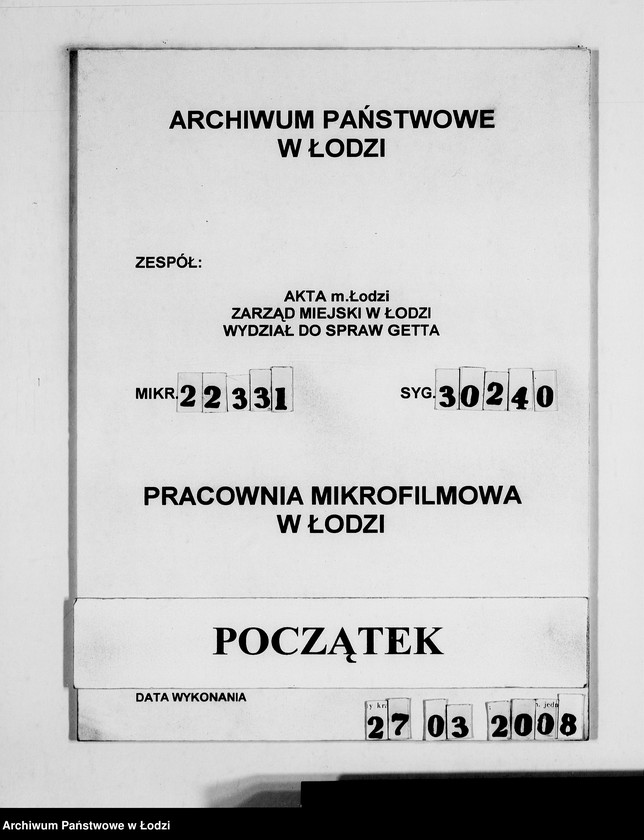 ARCHIWUM PAŃSTWOWE
W ŁODZI
ZESPÓŁ:
AKTA m.Łodzi
ZARZĄD MIEJSKI W ŁODZI
WYDZIAŁ DO SPRAW GETTA
MIKR. 22331 SYG. 30240
PRACOWNIA MIKROFILMOWA
W ŁODZI
POCZĄTEK
DATA WYKONANIA
27 03 2008
Archiwum Państwowe w Łodzi